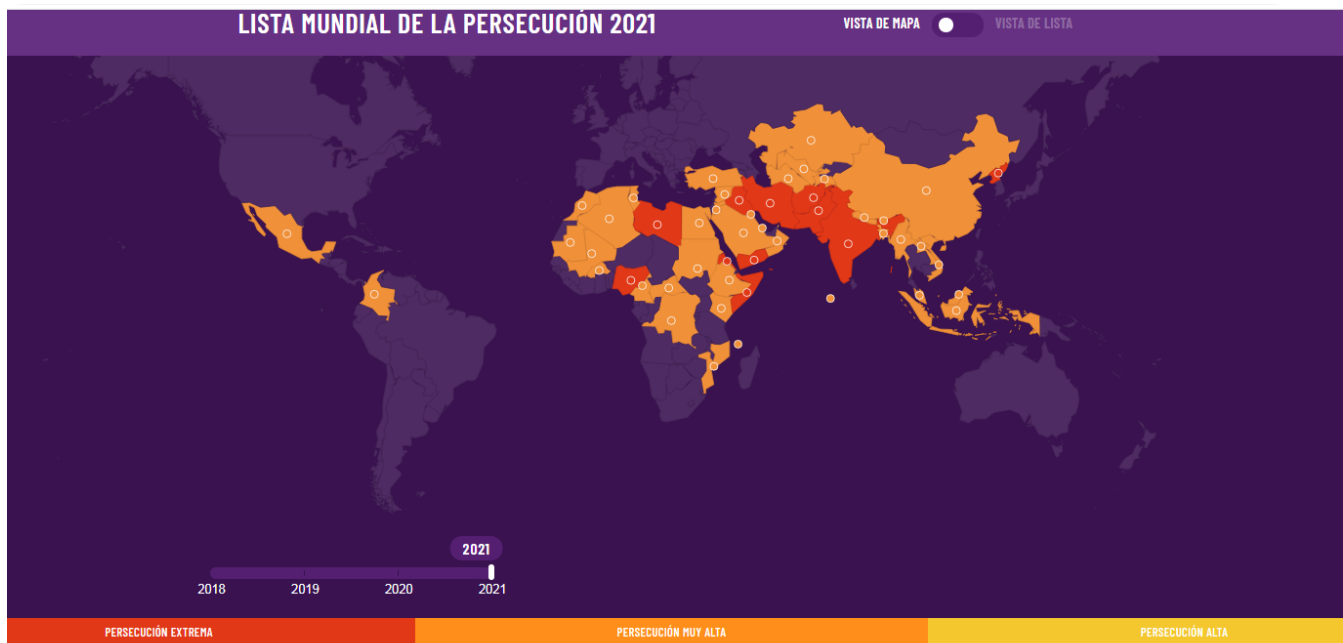 LISTA MUNDIAL DE LA PERSECUCIÓN 2021
VISTA DE MAPA VISTA DE LISTA
2021
2018 2019 2020 2021
PERSECUCIÓN EXTREMA PERSECUCIÓN MUY ALTA PERSECUCIÓN ALTA